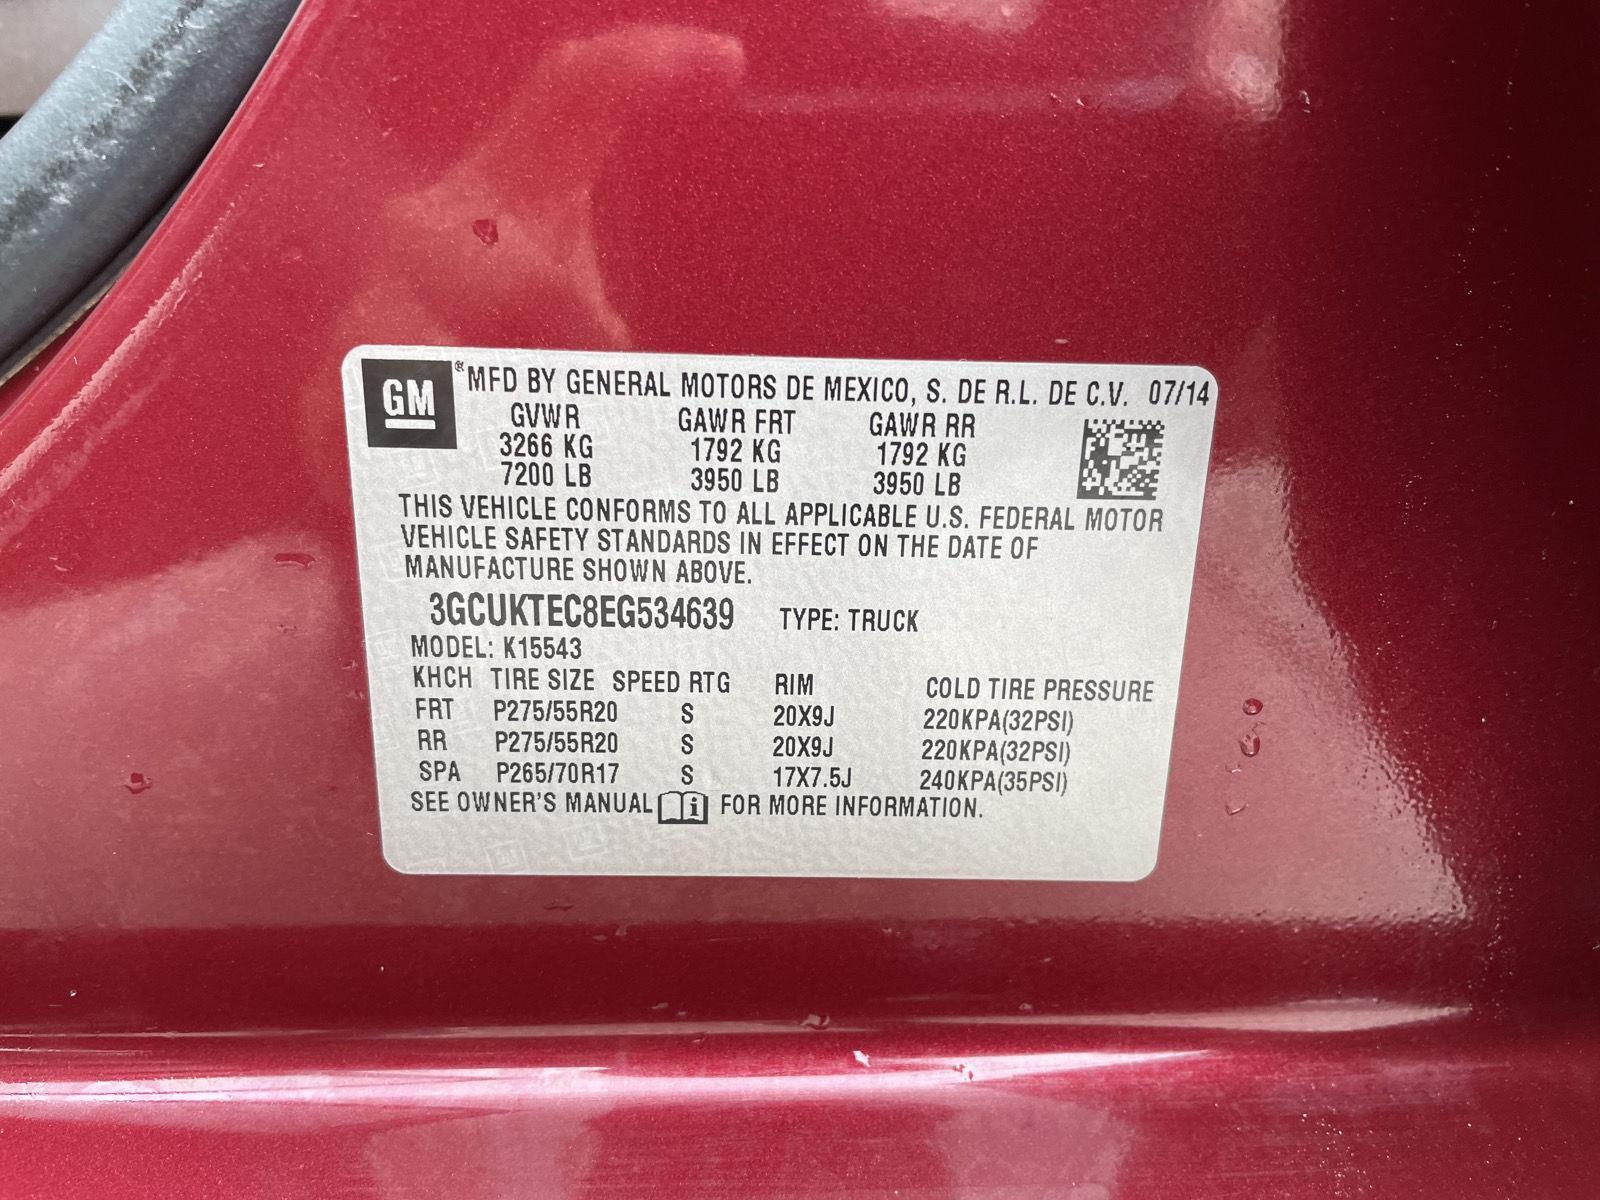 GM ® MFD BY GENERAL MOTORS DE MEXICO, S. DE R.L. DE C.V. 07/14
GVWR GAWR FRT GAWR RR
3266 KG 1792 KG 1792 KG
7200 LB 3950 LB 3950 LB
THIS VEHICLE CONFORMS TO ALL APPLICABLE U.S. FEDERAL MOTOR
VEHICLE SAFETY STANDARDS IN EFFECT ON THE DATE OF
MANUFACTURE SHOWN ABOVE.
3GCUKTEC8EG534639 TYPE: TRUCK
MODEL: K15543
KHCH TIRE SIZE SPEED RTG RIM COLD TIRE PRESSURE
FRT P275/55R20 S 20X9J 220KPA(32PSI)
RR P275/55R20 S 20X9J 220KPA(32PSI)
SPA P265/70R17 S 17X7.5J 240KPA(35PSI)
SEE OWNER'S MANUAL i FOR MORE INFORMATION.